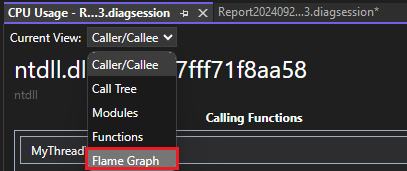 CPU Usage - R...3.diagsession
Report2024092...3.diagsession*
Current View: Caller/Callee
ntdll.dl 7fff71f8aa58
ntdll
Caller/Callee
Call Tree
Modules
Functions
Flame Graph
Calling Functions
MyThread